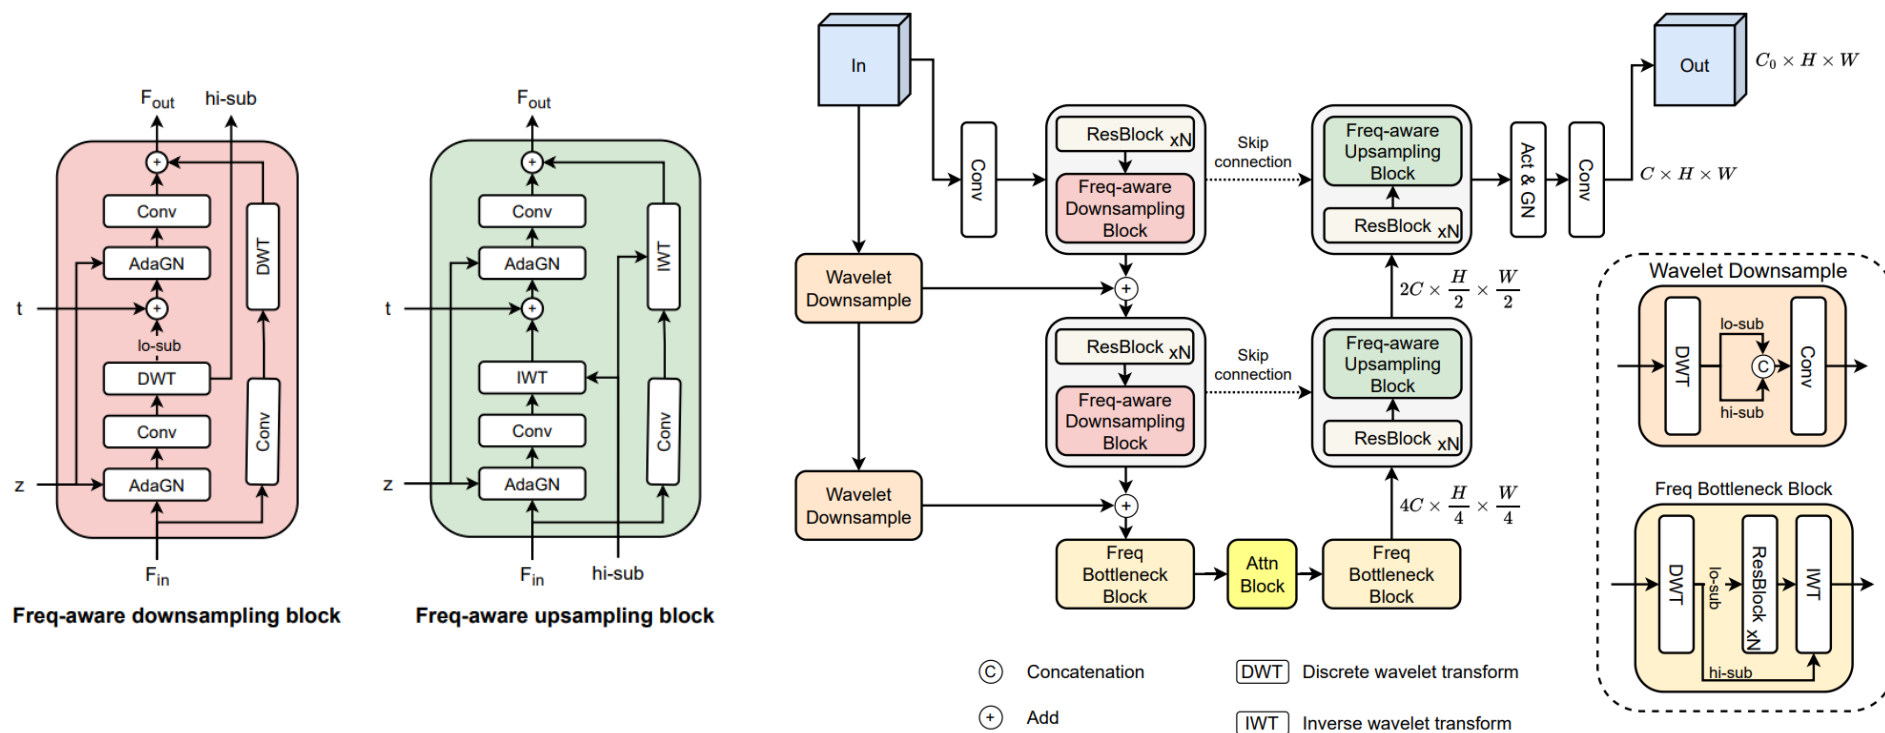 F_out
hi-sub
Conv
AdaGN
DWT
t
lo-sub
DWT
Conv
Conv
z
AdaGN
F_in
Freq-aware downsampling block
F_out
Conv
AdaGN
IWT
t
IWT
Conv
Conv
z
AdaGN
F_in
hi-sub
Freq-aware upsampling block
In
Conv
ResBlock xN
Freq-aware
Downsampling
Block
Skip
connection
Freq-aware
Upsampling
Block
ResBlock xN
Act & GN
Conv
Out
C_0 × H × W
C × H × W
Wavelet
Downsample
2C × H/2 × W/2
ResBlock xN
Freq-aware
Downsampling
Block
Skip
connection
Freq-aware
Upsampling
Block
ResBlock xN
Wavelet
Downsample
4C × H/4 × W/4
Freq
Bottleneck
Block
Attn
Block
Freq
Bottleneck
Block
Wavelet Downsample
DWT
lo-sub
C
hi-sub
Conv
Freq Bottleneck Block
DWT
lo-sub
ResBlock xN
IWT
hi-sub
C Concatenation
+ Add
DWT Discrete wavelet transform
IWT Inverse wavelet transform